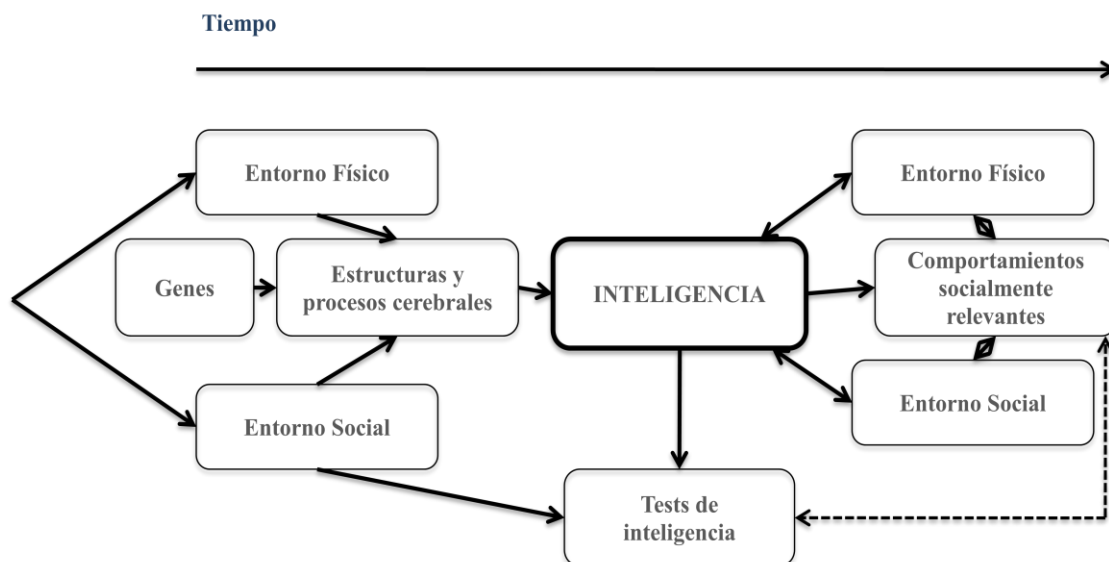 Tiempo
Entorno Físico
Entorno Físico
Genes
Estructuras y
procesos cerebrales
INTELIGENCIA
Comportamientos
socialmente
relevantes
Entorno Social
Entorno Social
Tests de
inteligencia